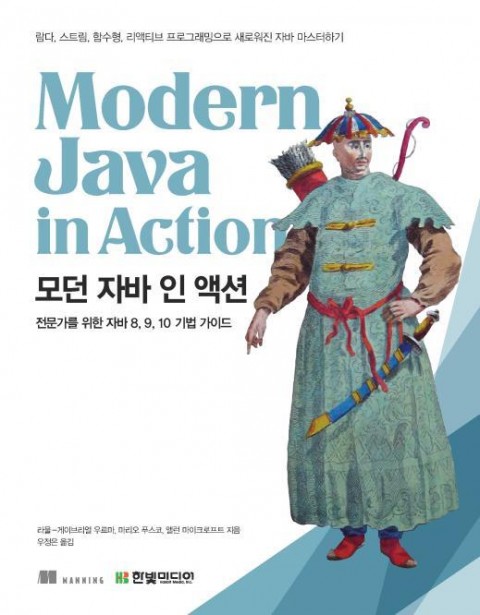 람다, 스트림, 함수형, 리액티브 프로그래밍으로 새로워진 자바 마스터하기
Modern
Java
in Action
모던 자바 인 액션
전문가를 위한 자바 8, 9, 10 기법 가이드
라울-게이브리얼 우르마, 마리오 푸스코, 앨런 마이크로프트 지음
우정은 옮김
MANNING
한빛미디어